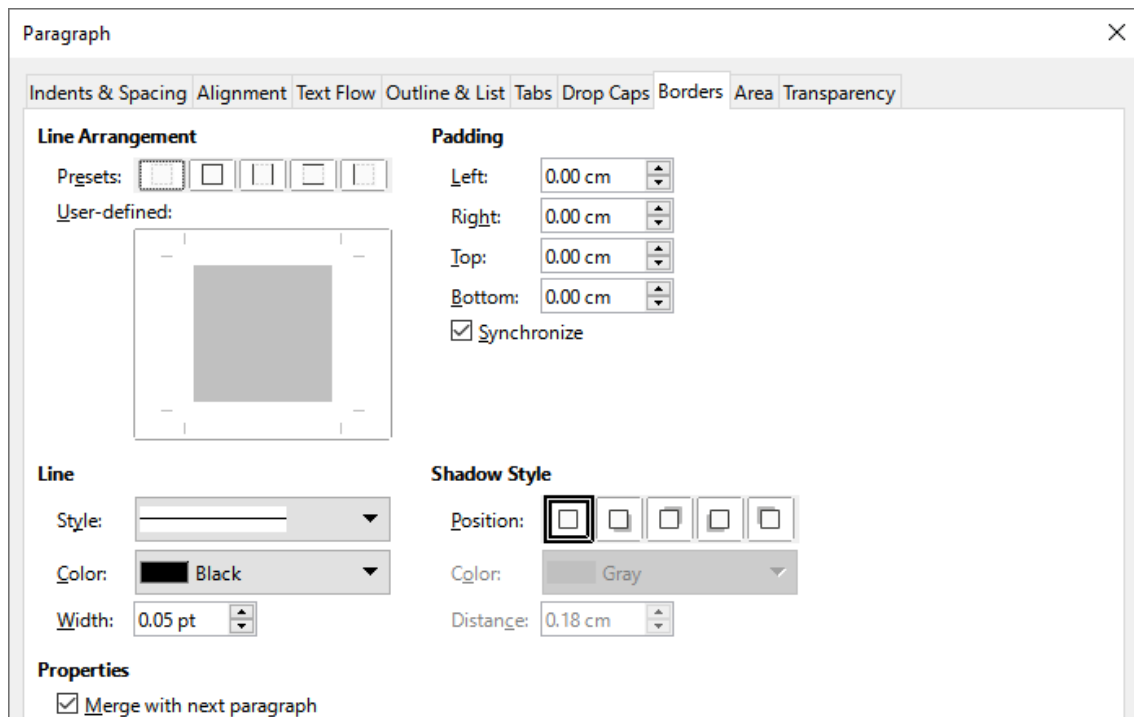 Paragraph
Indents & Spacing Alignment Text Flow Outline & List Tabs Drop Caps Borders Area Transparency
Line Arrangement
Presets:
User-defined:
Padding
Left: 0.00 cm
Right: 0.00 cm
Top: 0.00 cm
Bottom: 0.00 cm
Synchronize
Line
Style:
Color: Black
Width: 0.05 pt
Shadow Style
Position:
Color: Gray
Distance: 0.18 cm
Properties
Merge with next paragraph